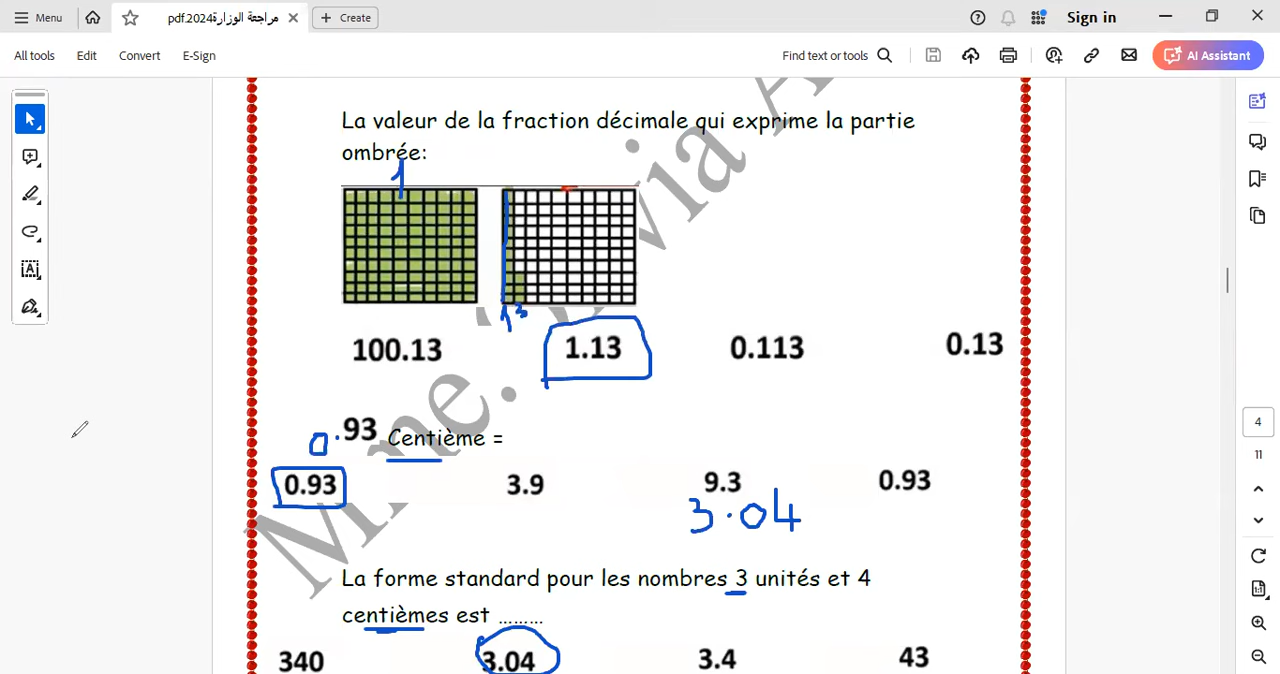 Menu
مراجعة الوزارة2024.pdf
Create
Sign in
All tools Edit Convert E-Sign
Find text or tools
AI Assistant
La valeur de la fraction décimale qui exprime la partie
ombrée:
1
1 3
100.13 1.13 0.113 0.13
0.93 Centième =
0.93 3.9 9.3 0.93
3.04
La forme standard pour les nombres 3 unités et 4
centièmes est ………
340 3.04 3.4 43
4
11